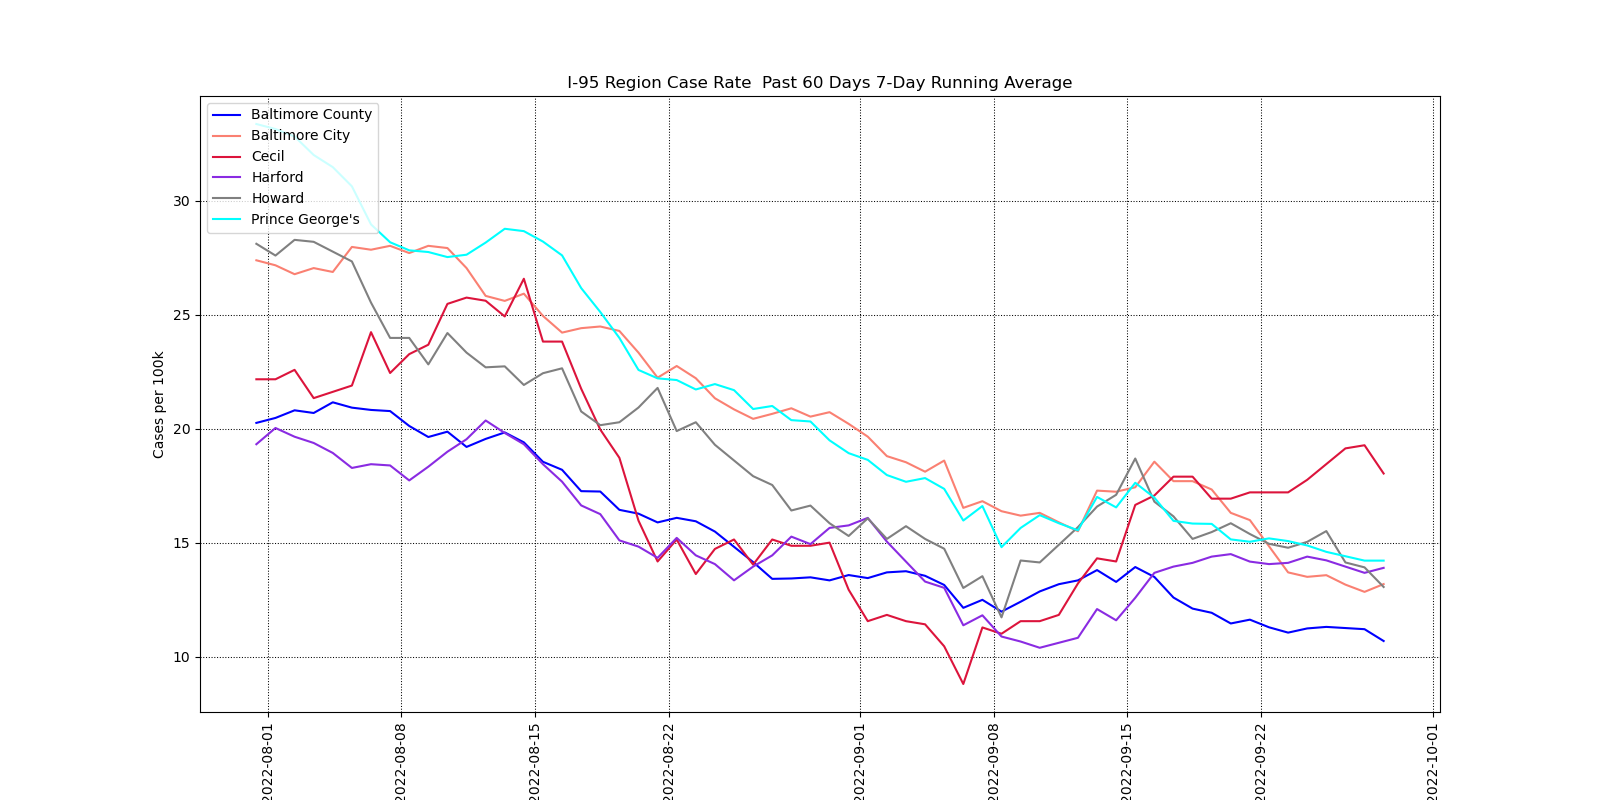 I-95 Region Case Rate  Past 60 Days 7-Day Running Average
Baltimore County
Baltimore City
Cecil
Harford
Howard
Prince George's
Cases per 100k
30
25
20
15
10
2022-08-01
2022-08-08
2022-08-15
2022-08-22
2022-09-01
2022-09-08
2022-09-15
2022-09-22
2022-10-01